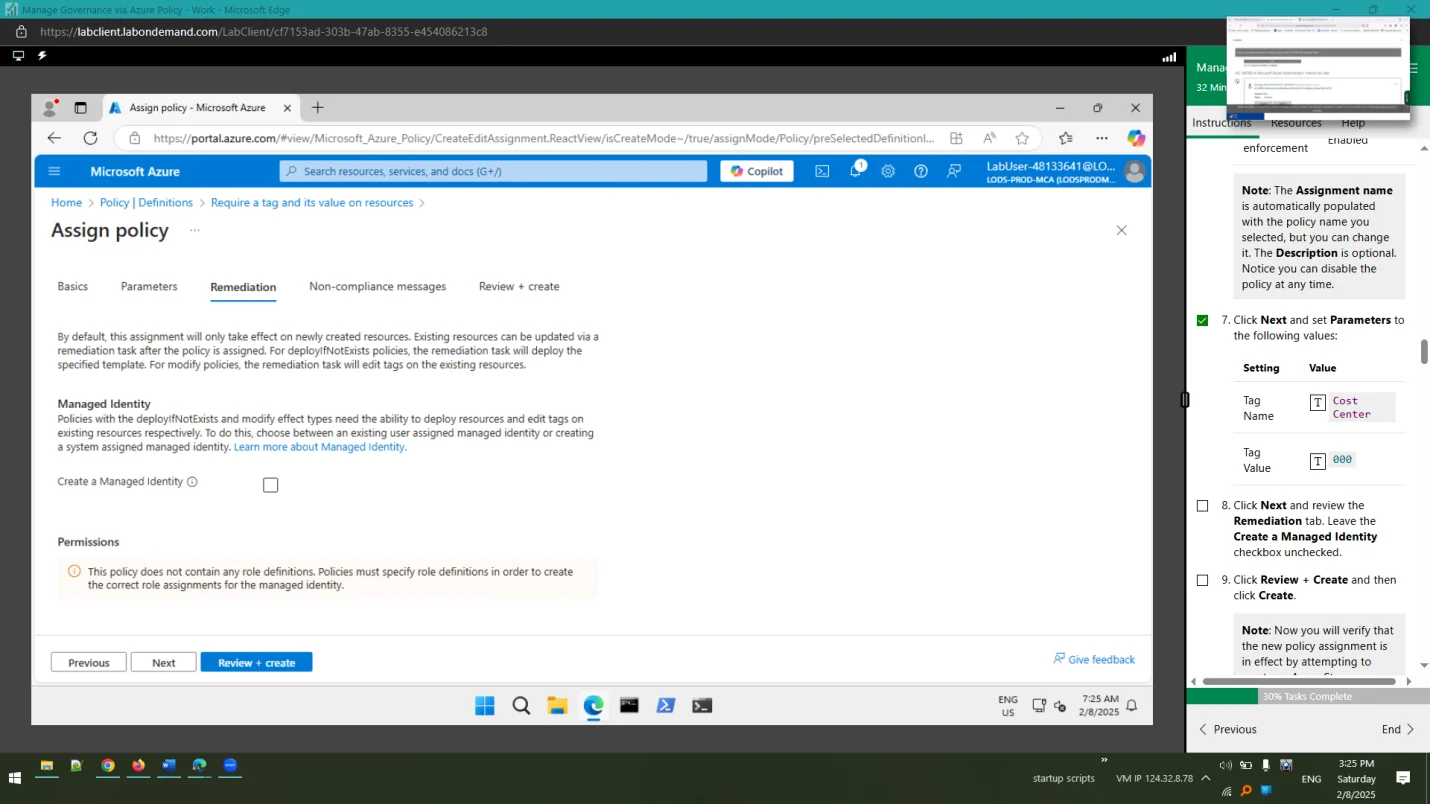 Manage Governance via Azure Policy - Work - Microsoft Edge
https://labclient.labondemand.com/LabClient/cf7153ad-303b-47ab-8355-e454086213c8
Assign policy - Microsoft Azure
https://portal.azure.com/#view/Microsoft_Azure_Policy/CreateEditAssignment.ReactView/isCreateMode~/true/assignMode/Policy/preSelectedDefinitionI...
Microsoft Azure
Search resources, services, and docs (G+/)
Copilot
1
LabUser-48133641@LO...
LODS-PROD-MCA (LODSPRODM...
Home > Policy | Definitions > Require a tag and its value on resources >
Assign policy ...
Basics
Parameters
Remediation
Non-compliance messages
Review + create
By default, this assignment will only take effect on newly created resources. Existing resources can be updated via a
remediation task after the policy is assigned. For deployIfNotExists policies, the remediation task will deploy the
specified template. For modify policies, the remediation task will edit tags on the existing resources.
Managed Identity
Policies with the deployIfNotExists and modify effect types need the ability to deploy resources and edit tags on
existing resources respectively. To do this, choose between an existing user assigned managed identity or creating
a system assigned managed identity. Learn more about Managed Identity.
Create a Managed Identity
Permissions
This policy does not contain any role definitions. Policies must specify role definitions in order to create
the correct role assignments for the managed identity.
Previous
Next
Review + create
Give feedback
ENG
US
7:25 AM
2/8/2025
Mana
32 Min
Instructions
Resources
Help
enforcement
Enabled
Note: The Assignment name
is automatically populated
with the policy name you
selected, but you can change
it. The Description is optional.
Notice you can disable the
policy at any time.
7. Click Next and set Parameters to
the following values:
Setting
Value
Tag
Name
T
Cost
Center
Tag
Value
T
000
8. Click Next and review the
Remediation tab. Leave the
Create a Managed Identity
checkbox unchecked.
9. Click Review + Create and then
click Create.
Note: Now you will verify that
the new policy assignment is
in effect by attempting to
30% Tasks Complete
Previous
End
startup scripts
VM IP 124.32.8.78
ENG
3:25 PM
Saturday
2/8/2025